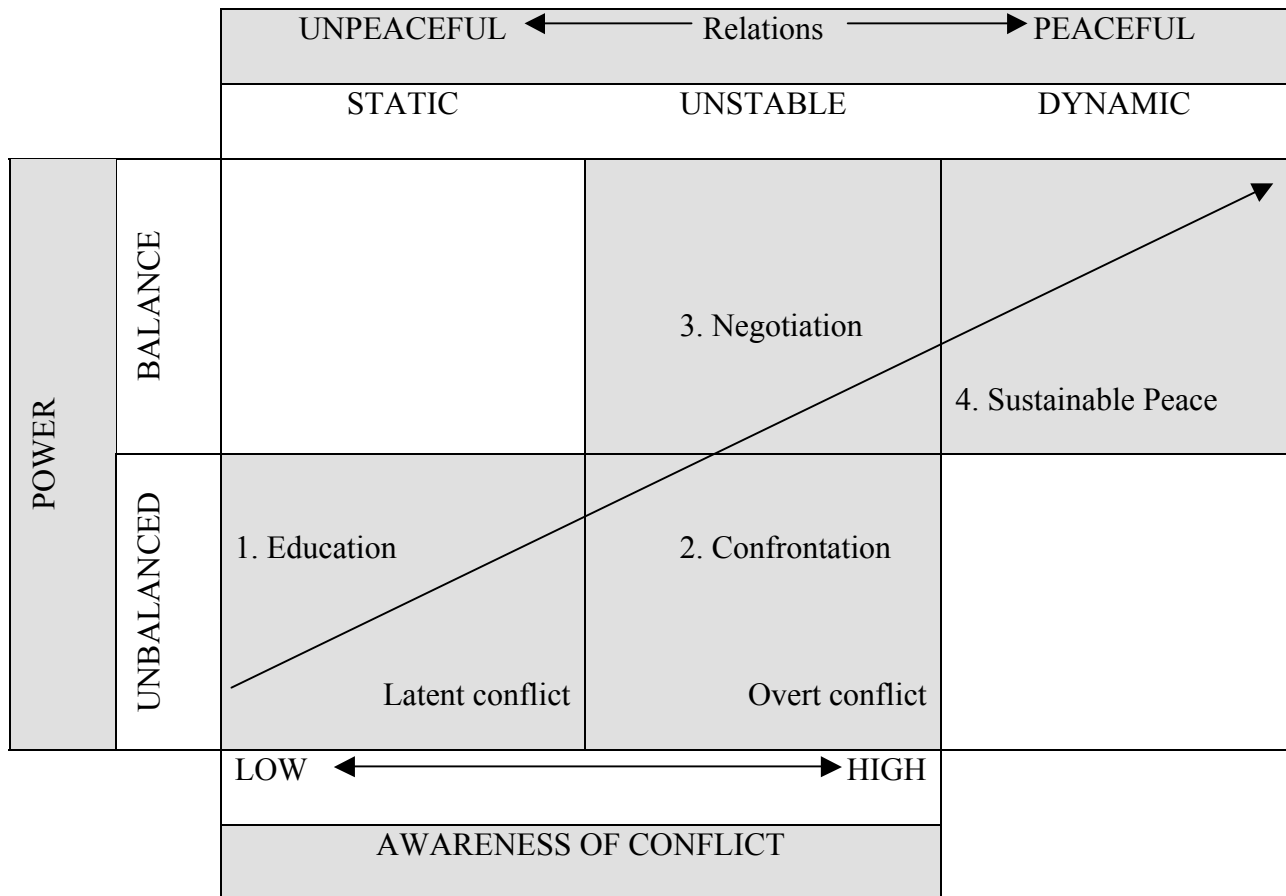 UNPEACEFUL Relations PEACEFUL
STATIC UNSTABLE DYNAMIC
POWER
BALANCE
3. Negotiation
4. Sustainable Peace
UNBALANCED
1. Education 2. Confrontation
Latent conflict Overt conflict
LOW HIGH
AWARENESS OF CONFLICT